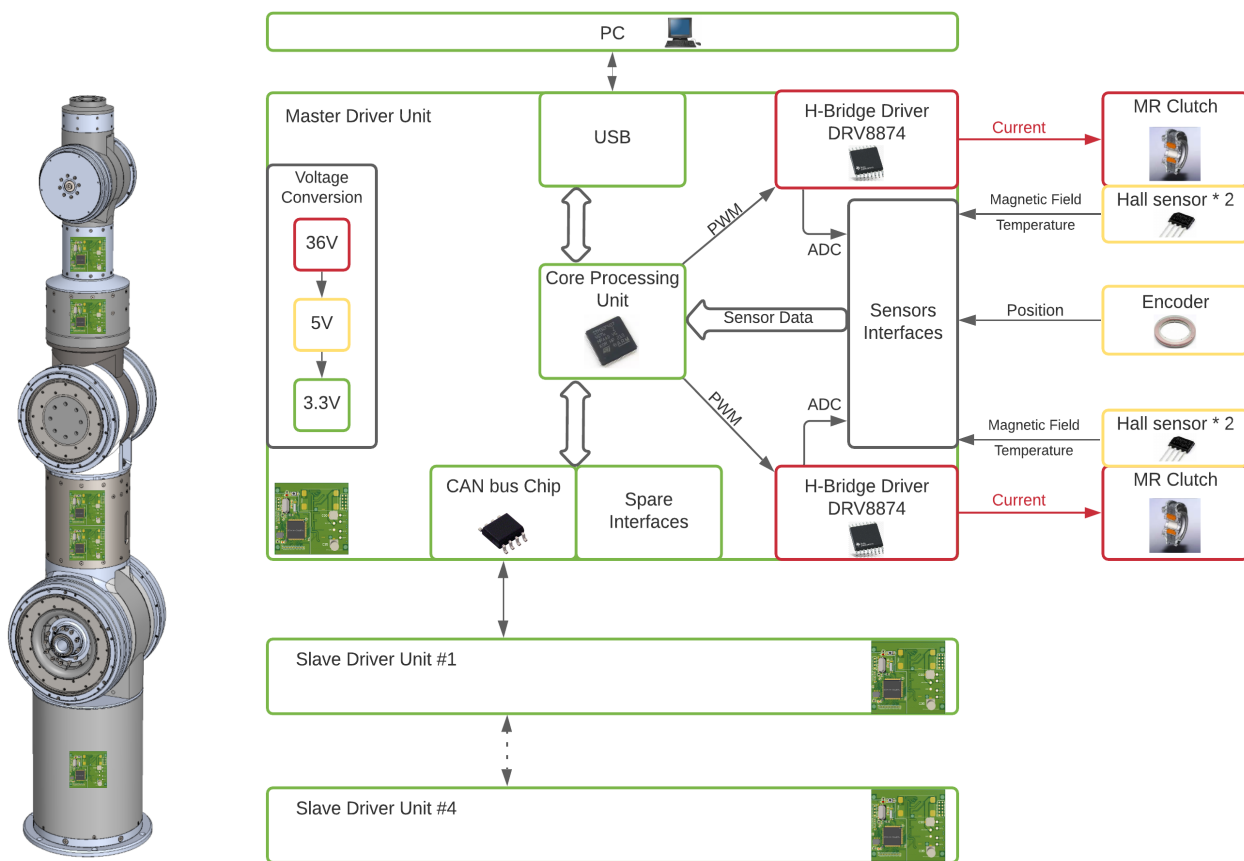 PC
Master Driver Unit
USB
H-Bridge Driver
DRV8874
Current
MR Clutch
Voltage
Conversion
36V
5V
3.3V
PWM
ADC
Magnetic Field
Temperature
Hall sensor * 2
Core Processing
Unit
Sensor Data
Sensors
Interfaces
Position
Encoder
PWM
ADC
Magnetic Field
Temperature
Hall sensor * 2
CAN bus Chip
Spare
Interfaces
H-Bridge Driver
DRV8874
Current
MR Clutch
Slave Driver Unit #1
Slave Driver Unit #4